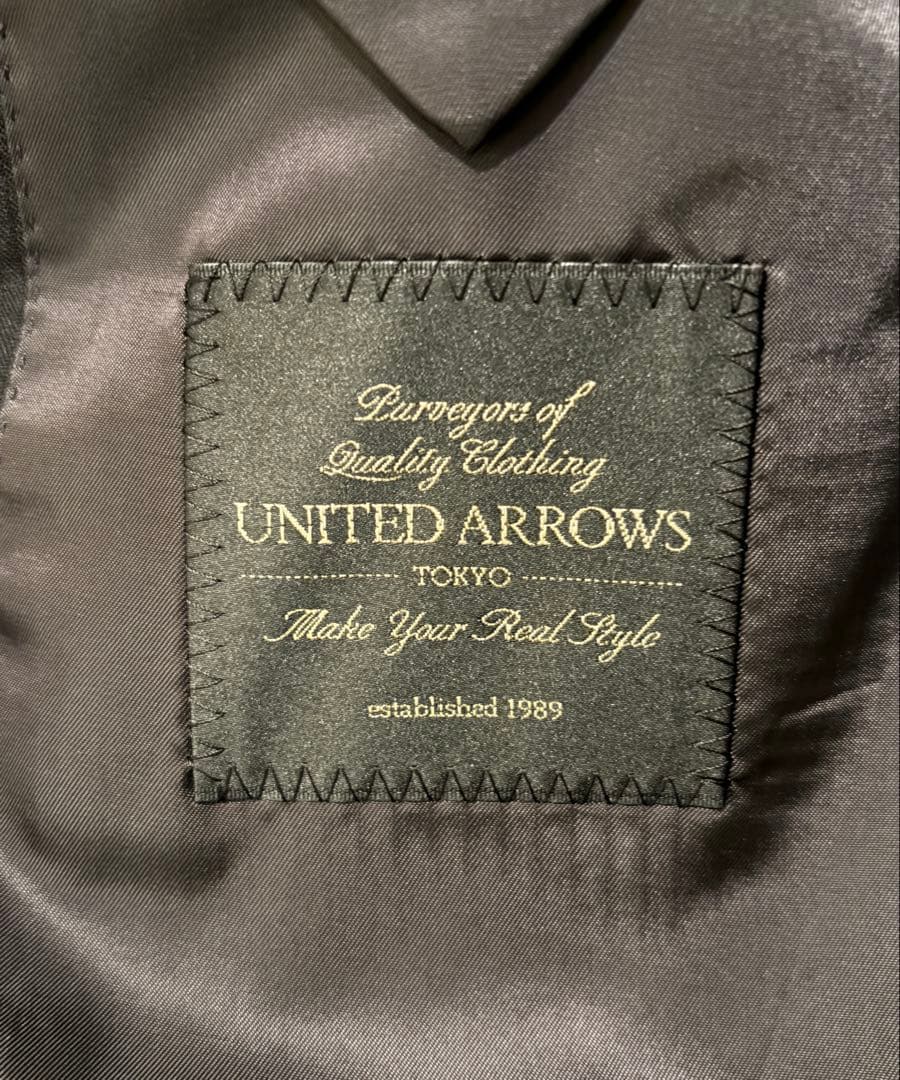 Purveyors of
Quality Clothing
UNITED ARROWS
TOKYO
Make Your Real Style
established 1989